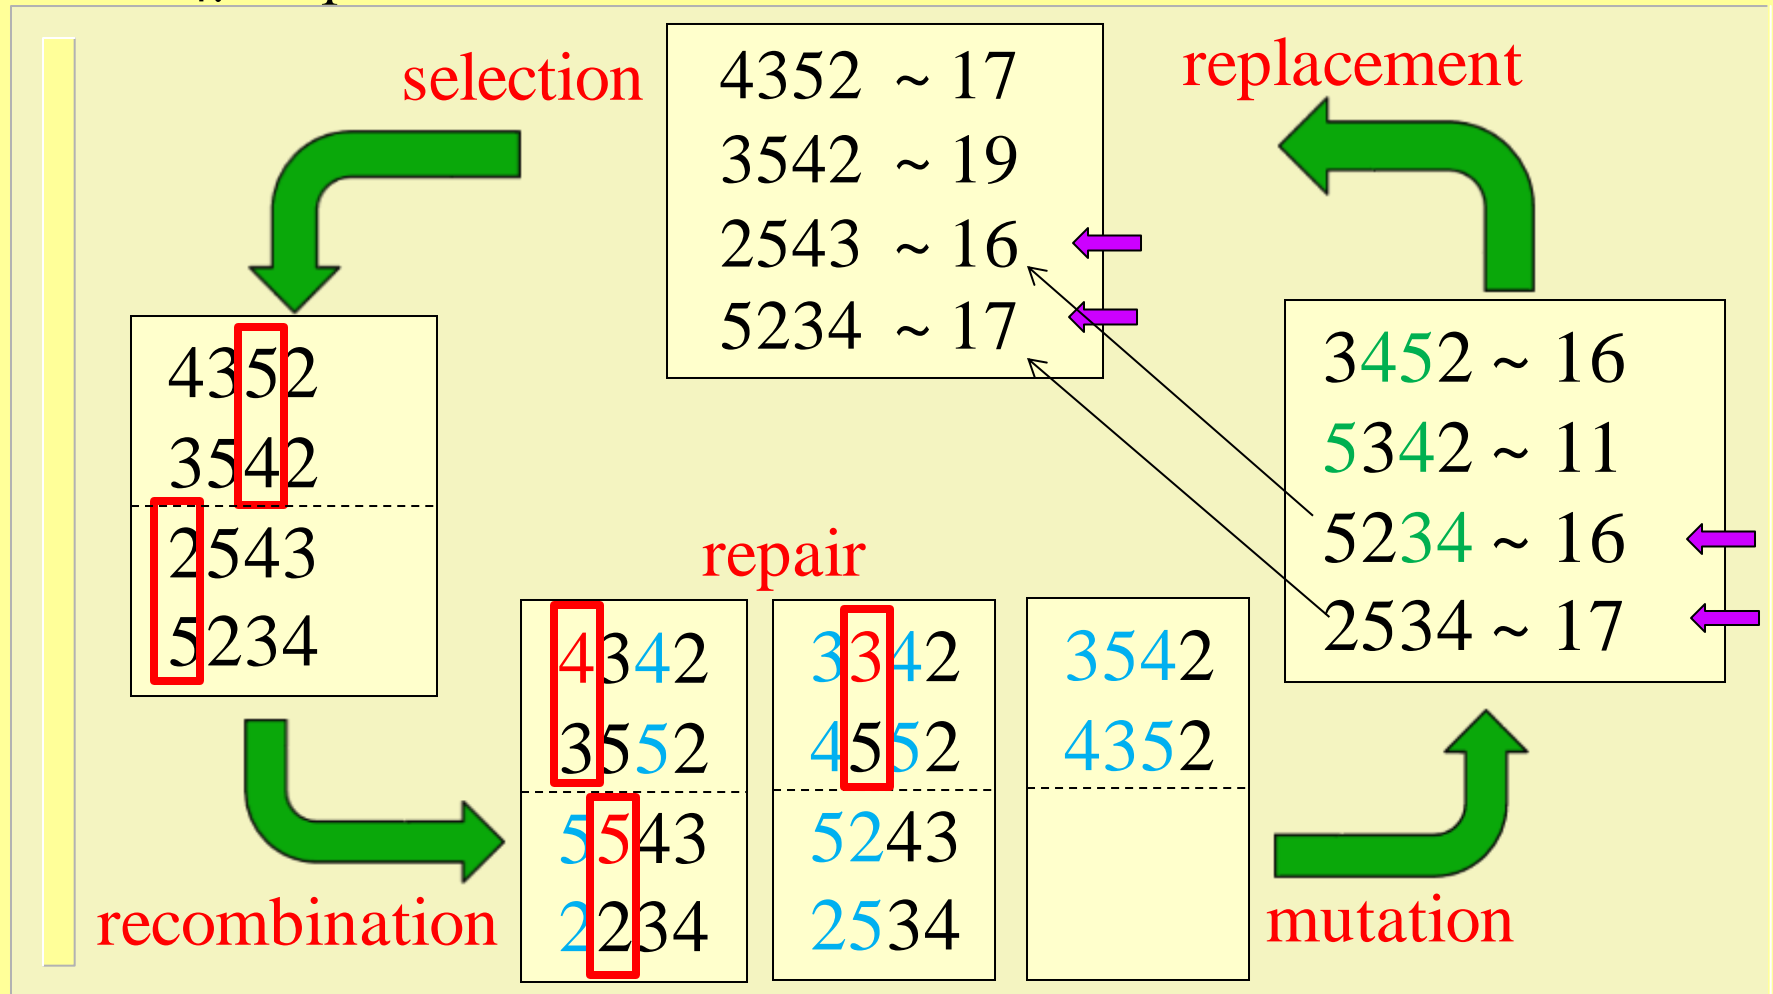 selection
replacement
4352 ~ 17
3542 ~ 19
2543 ~ 16
5234 ~ 17
4352
3542
2543
5234
3452 ~ 16
5342 ~ 11
5234 ~ 16
2534 ~ 17
repair
4342
3552
5543
2234
3342
4552
5243
2534
3542
4352
recombination
mutation